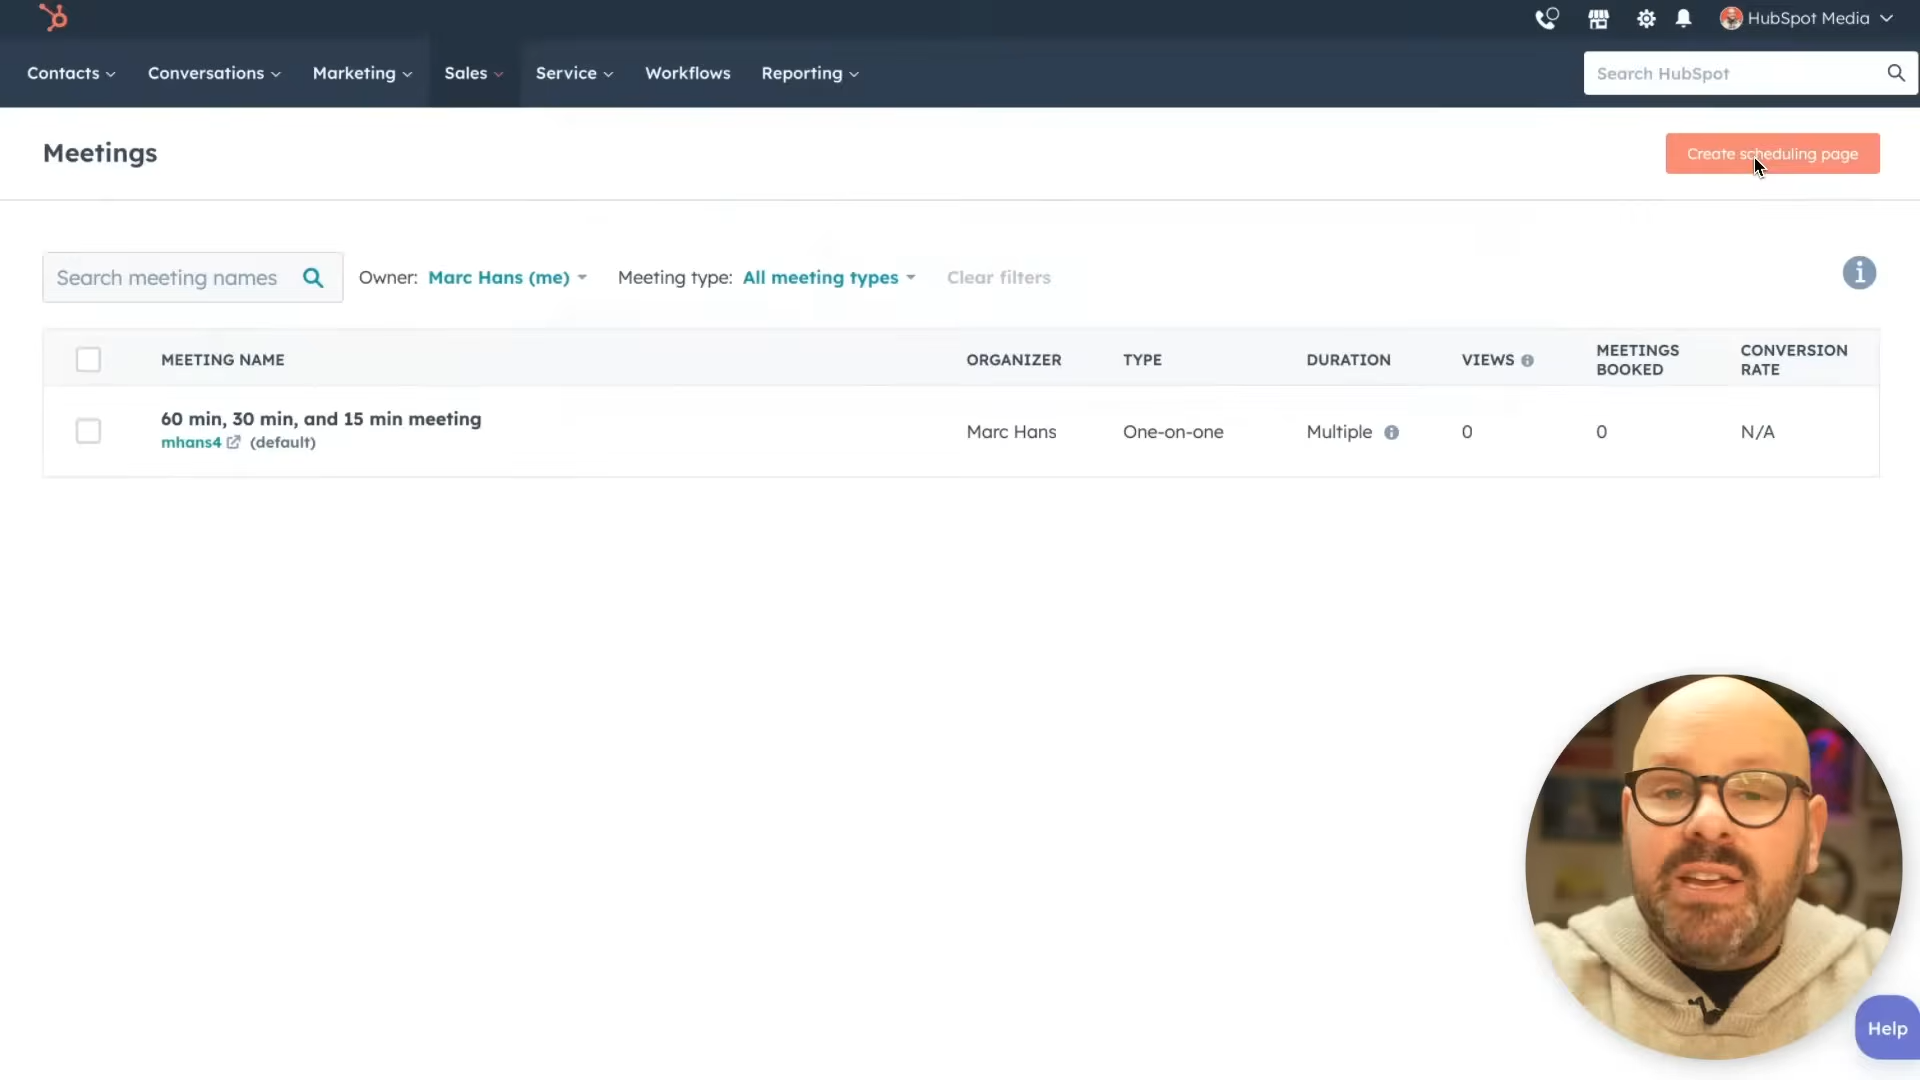 HubSpot Media
Contacts Conversations Marketing Sales Service Workflows Reporting Search HubSpot
Meetings
Create scheduling page
Search meeting names Owner: Marc Hans (me) Meeting type: All meeting types Clear filters
MEETING NAME ORGANIZER TYPE DURATION VIEWS MEETINGS BOOKED CONVERSION RATE
60 min, 30 min, and 15 min meeting
mhans4 (default)
Marc Hans One-on-one Multiple 0 0 N/A
Help